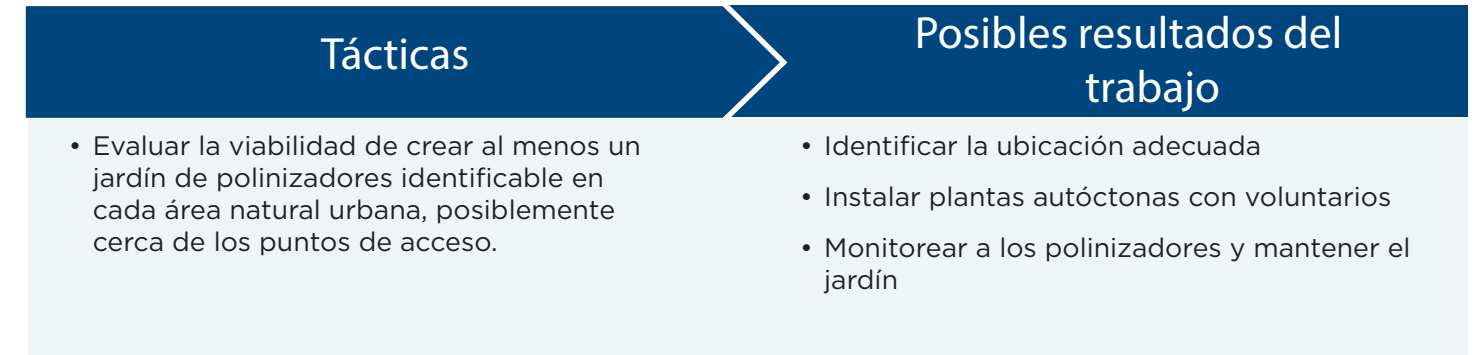 Tácticas
Posibles resultados del
trabajo
• Evaluar la viabilidad de crear al menos un
jardín de polinizadores identificable en
cada área natural urbana, posiblemente
cerca de los puntos de acceso.
• Identificar la ubicación adecuada
• Instalar plantas autóctonas con voluntarios
• Monitorear a los polinizadores y mantener el
jardín